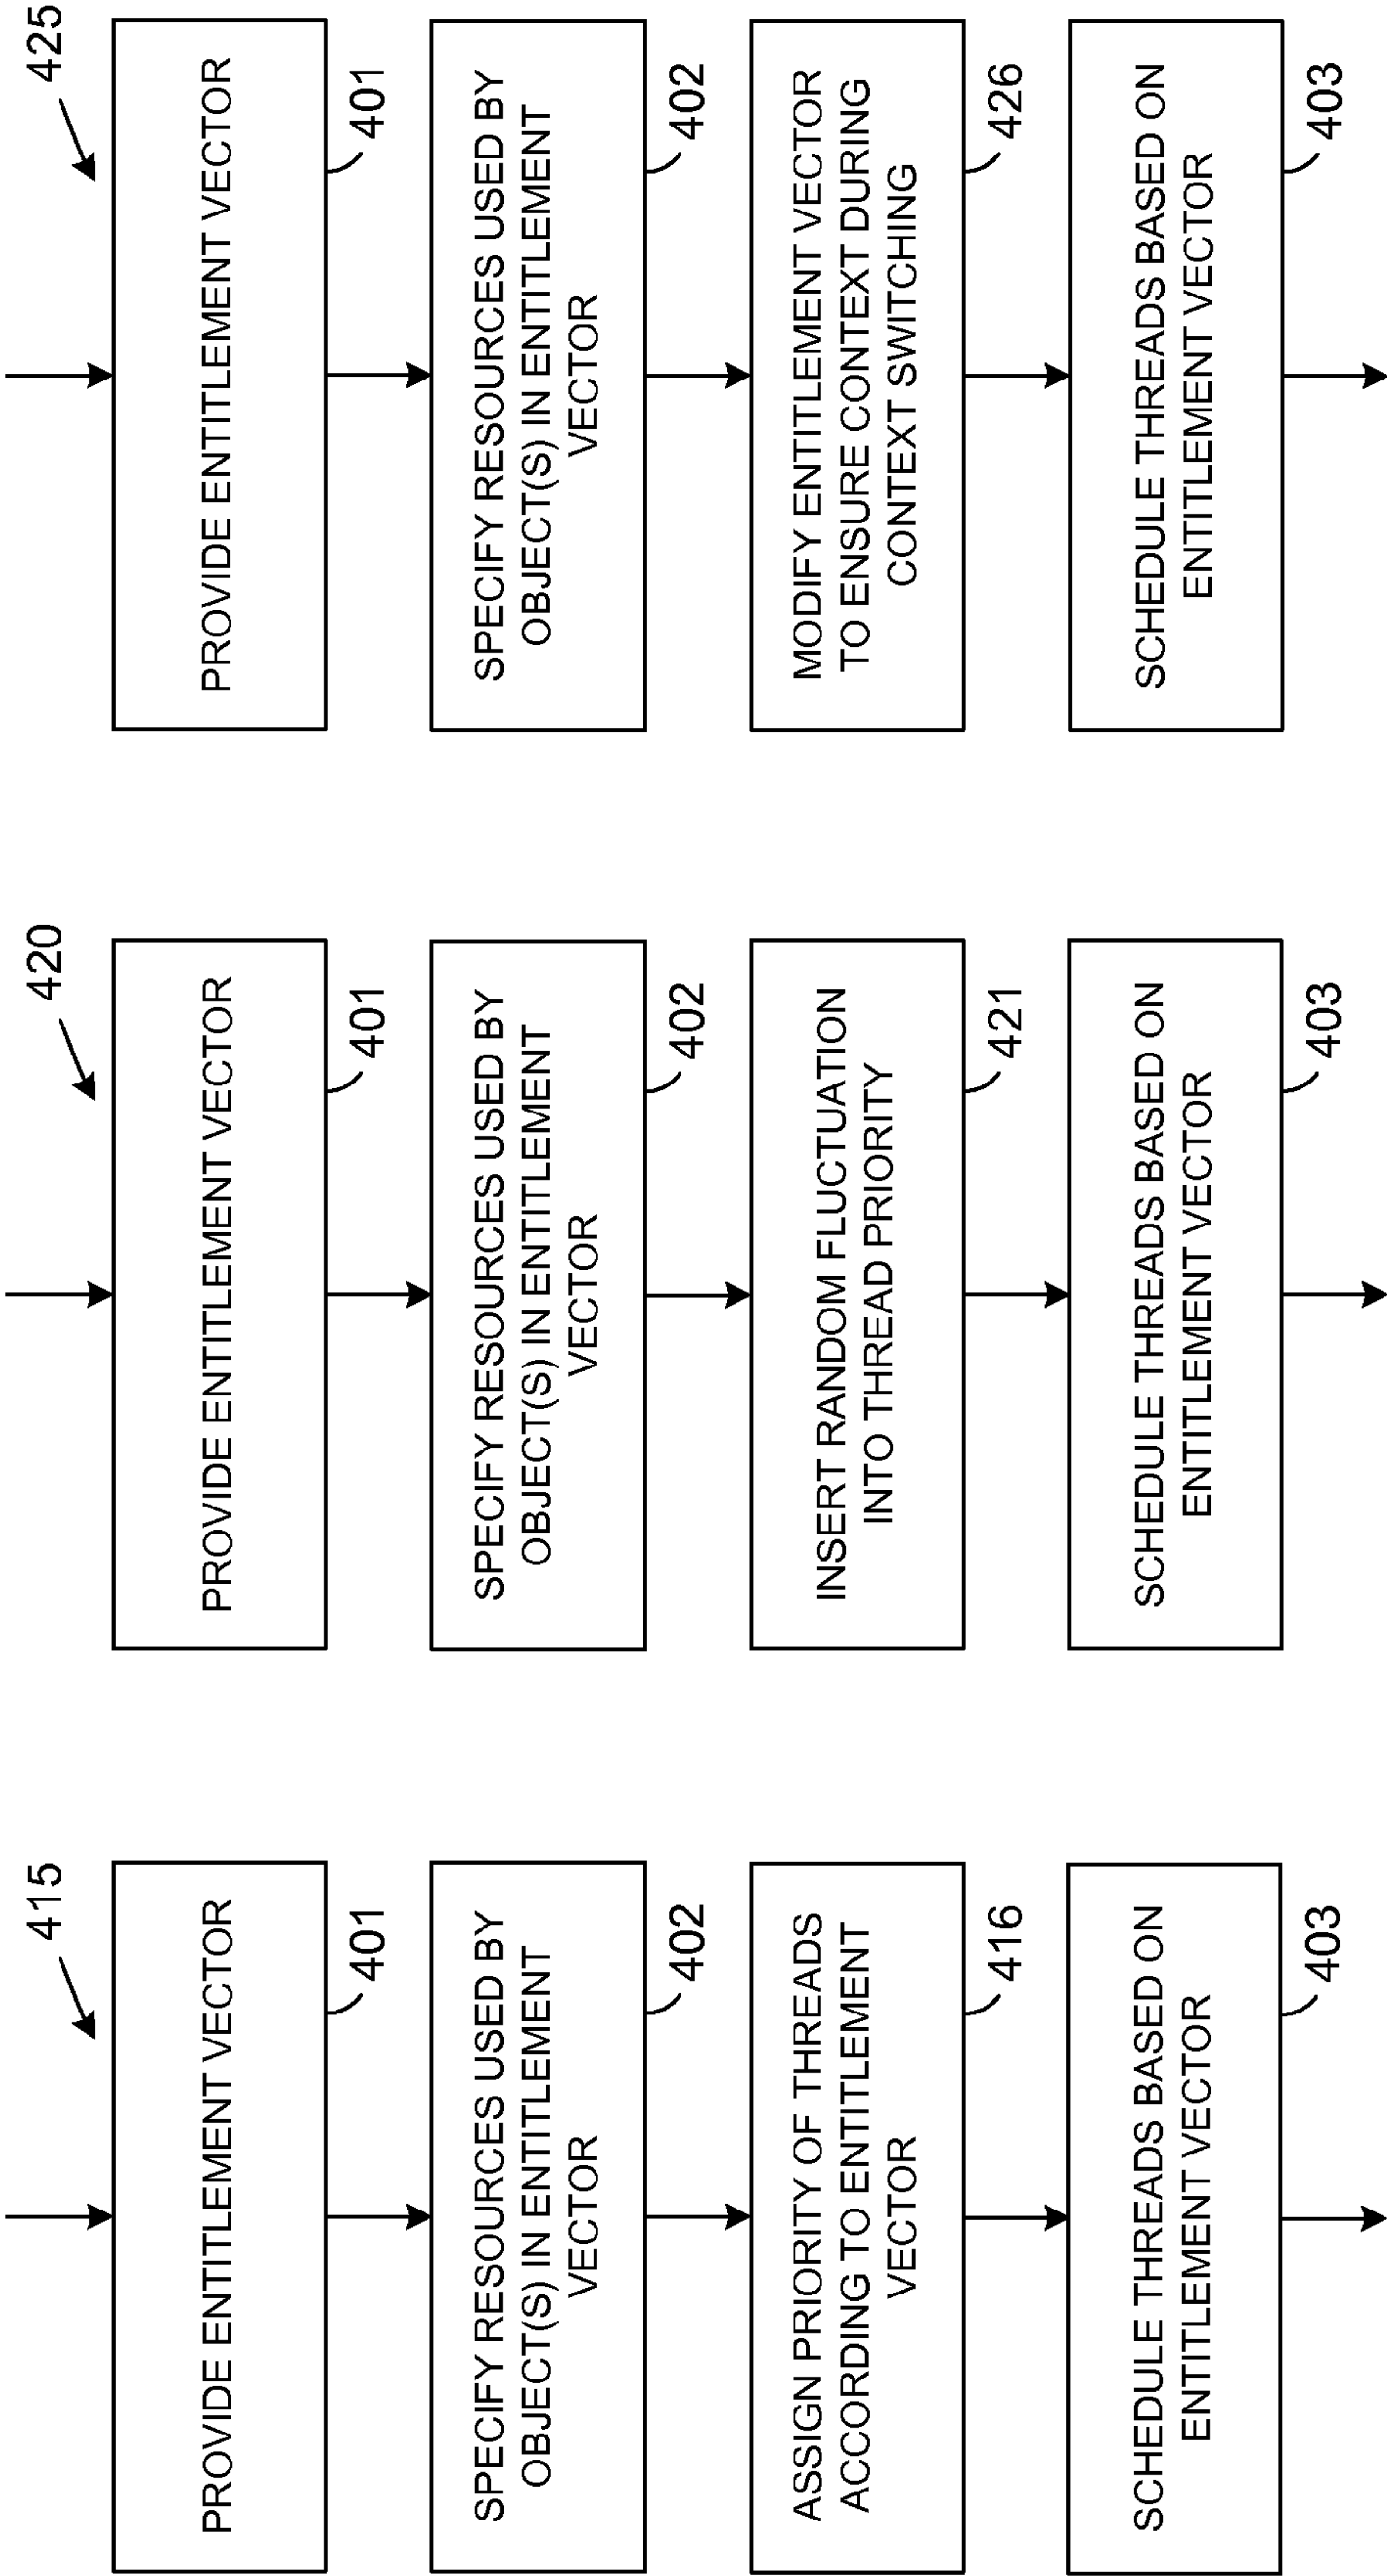 415
PROVIDE ENTITLEMENT VECTOR
401
SPECIFY RESOURCES USED BY
OBJECT(S) IN ENTITLEMENT
VECTOR
402
ASSIGN PRIORITY OF THREADS
ACCORDING TO ENTITLEMENT
VECTOR
416
SCHEDULE THREADS BASED ON
ENTITLEMENT VECTOR
403
420
PROVIDE ENTITLEMENT VECTOR
401
SPECIFY RESOURCES USED BY
OBJECT(S) IN ENTITLEMENT
VECTOR
402
INSERT RANDOM FLUCTUATION
INTO THREAD PRIORITY
421
SCHEDULE THREADS BASED ON
ENTITLEMENT VECTOR
403
425
PROVIDE ENTITLEMENT VECTOR
401
SPECIFY RESOURCES USED BY
OBJECT(S) IN ENTITLEMENT
VECTOR
402
MODIFY ENTITLEMENT VECTOR
TO ENSURE CONTEXT DURING
CONTEXT SWITCHING
426
SCHEDULE THREADS BASED ON
ENTITLEMENT VECTOR
403